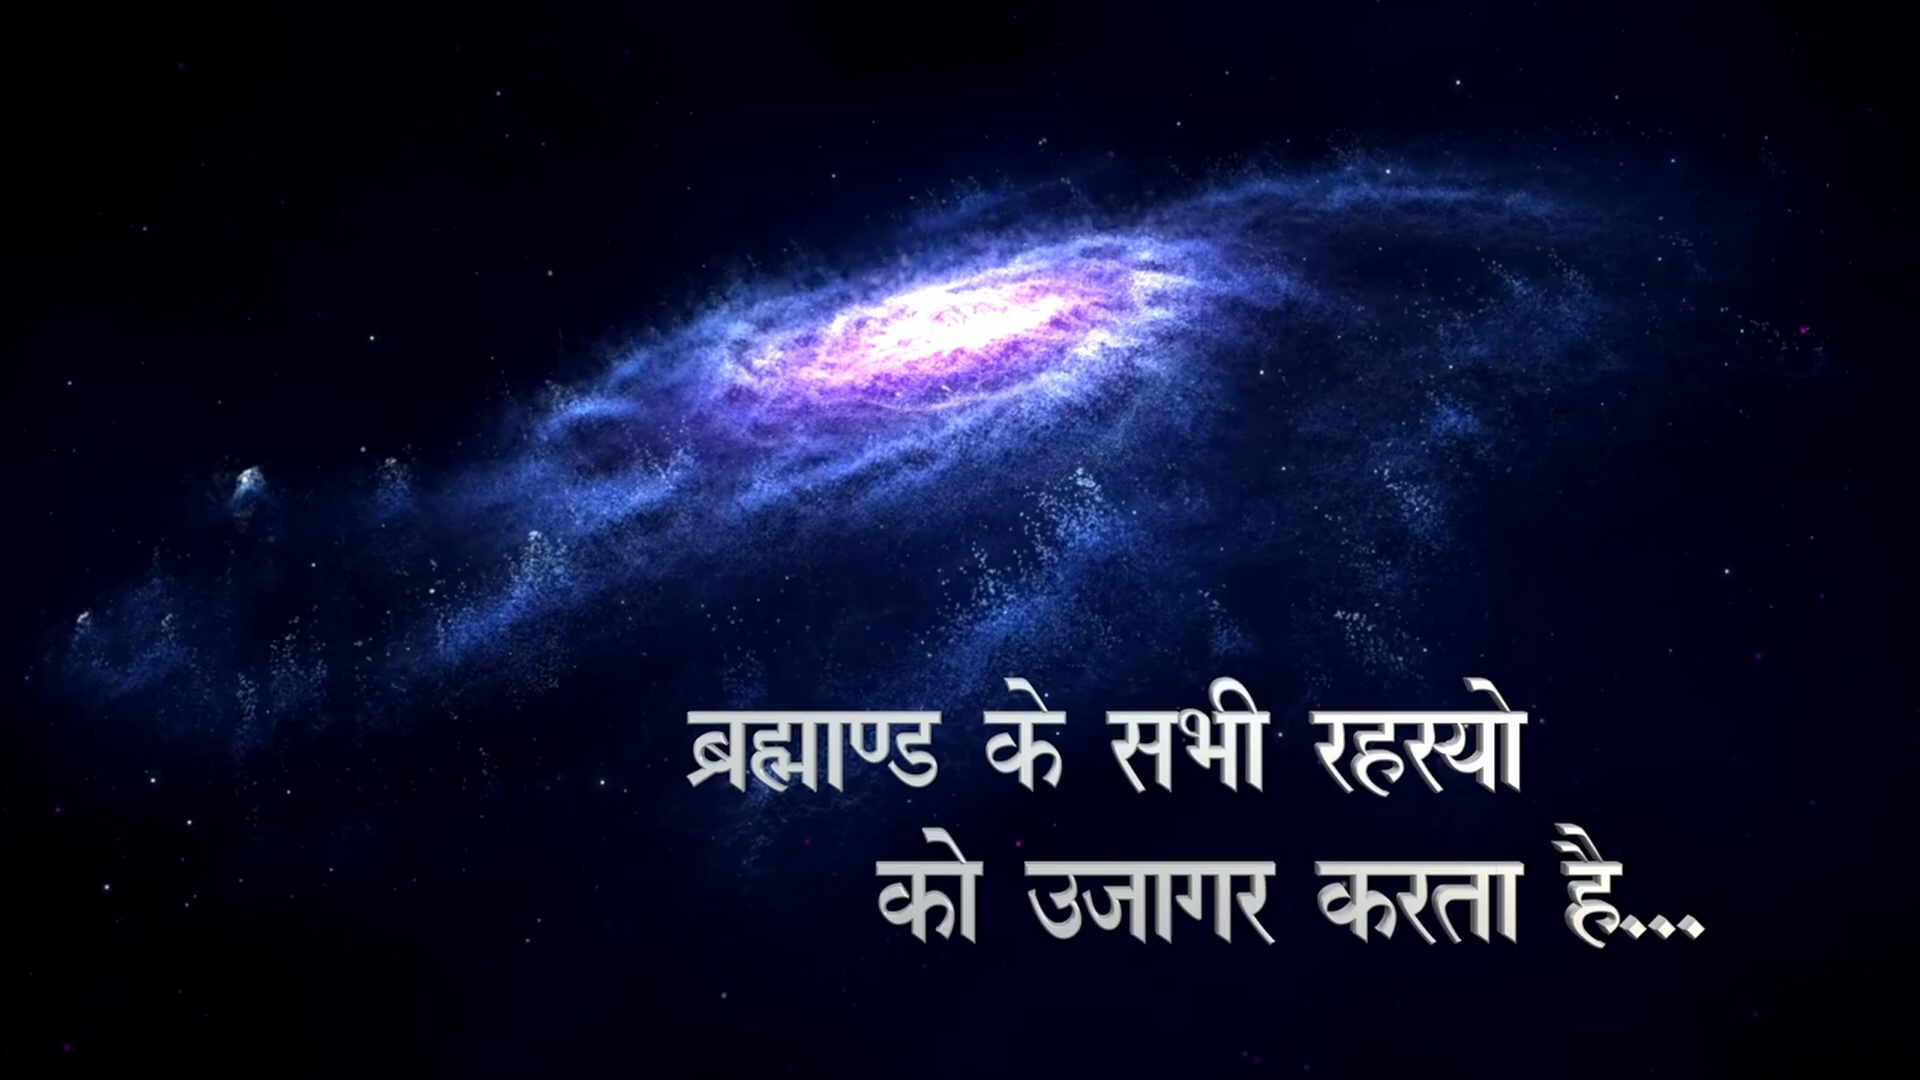 ब्रह्माण्ड के सभी रहस्यो
को उजागर करता है...